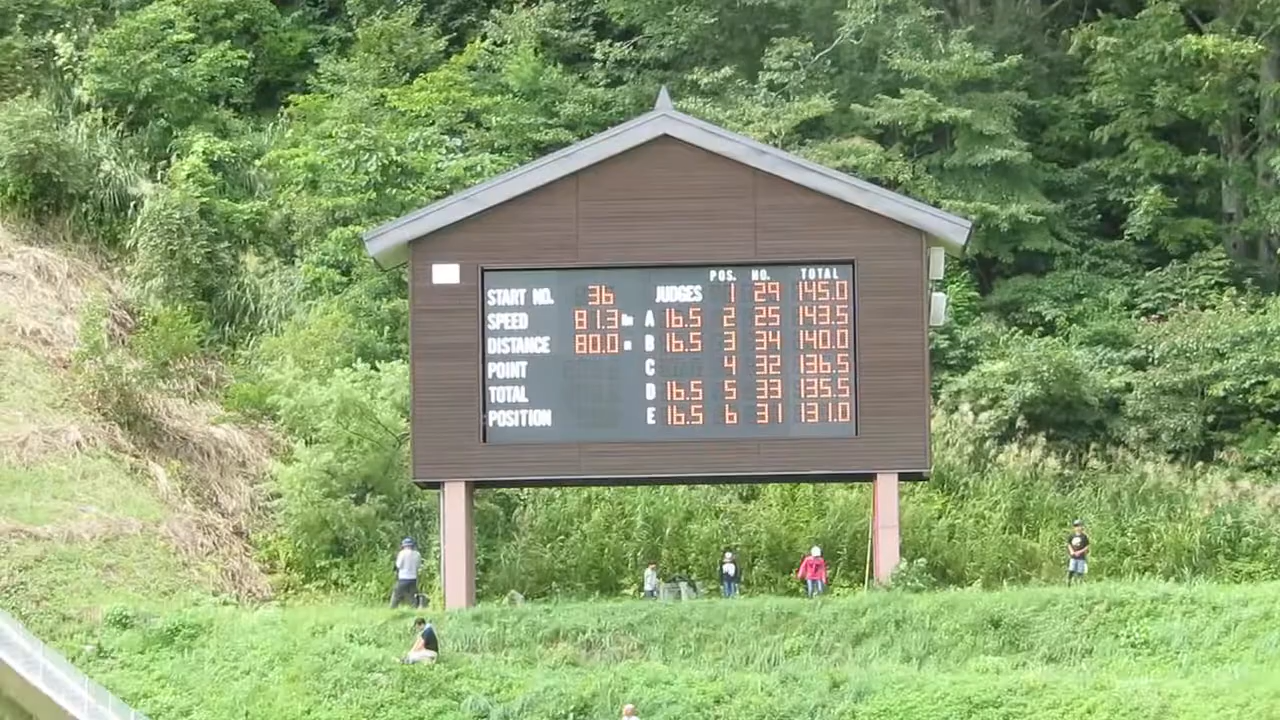 POS. NO. TOTAL
START NO. 36 JUDGES 1 29 145.0
SPEED 81.3 km A 16.5 2 25 143.5
DISTANCE 80.0 m B 16.5 3 34 140.0
POINT C 4 32 136.5
TOTAL D 16.5 5 33 135.5
POSITION E 16.5 6 31 131.0